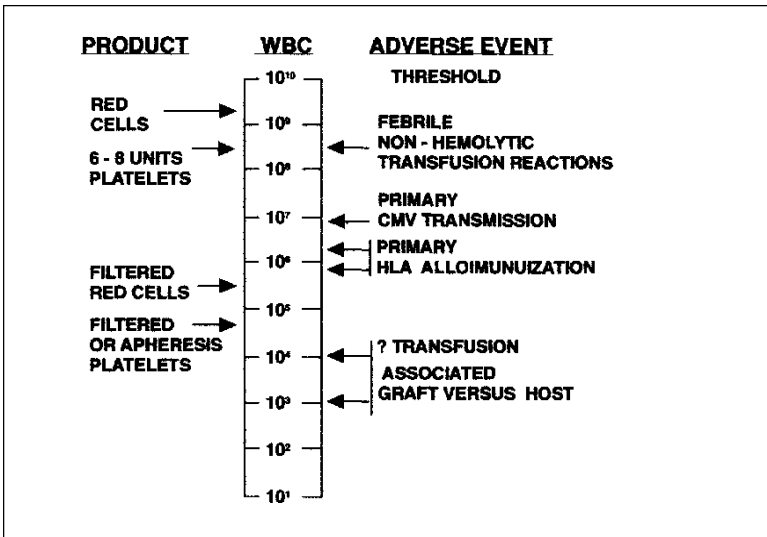 PRODUCT WBC ADVERSE EVENT
10¹⁰ THRESHOLD
RED
CELLS
10⁹
FEBRILE
NON - HEMOLYTIC
TRANSFUSION REACTIONS
6 - 8 UNITS
PLATELETS
10⁸
PRIMARY
CMV TRANSMISSION
10⁷
PRIMARY
HLA ALLOIMUNUIZATION
10⁶
FILTERED
RED CELLS
10⁵
FILTERED
OR APHERESIS
PLATELETS
10⁴
? TRANSFUSION
ASSOCIATED
GRAFT VERSUS HOST
10³
10²
10¹